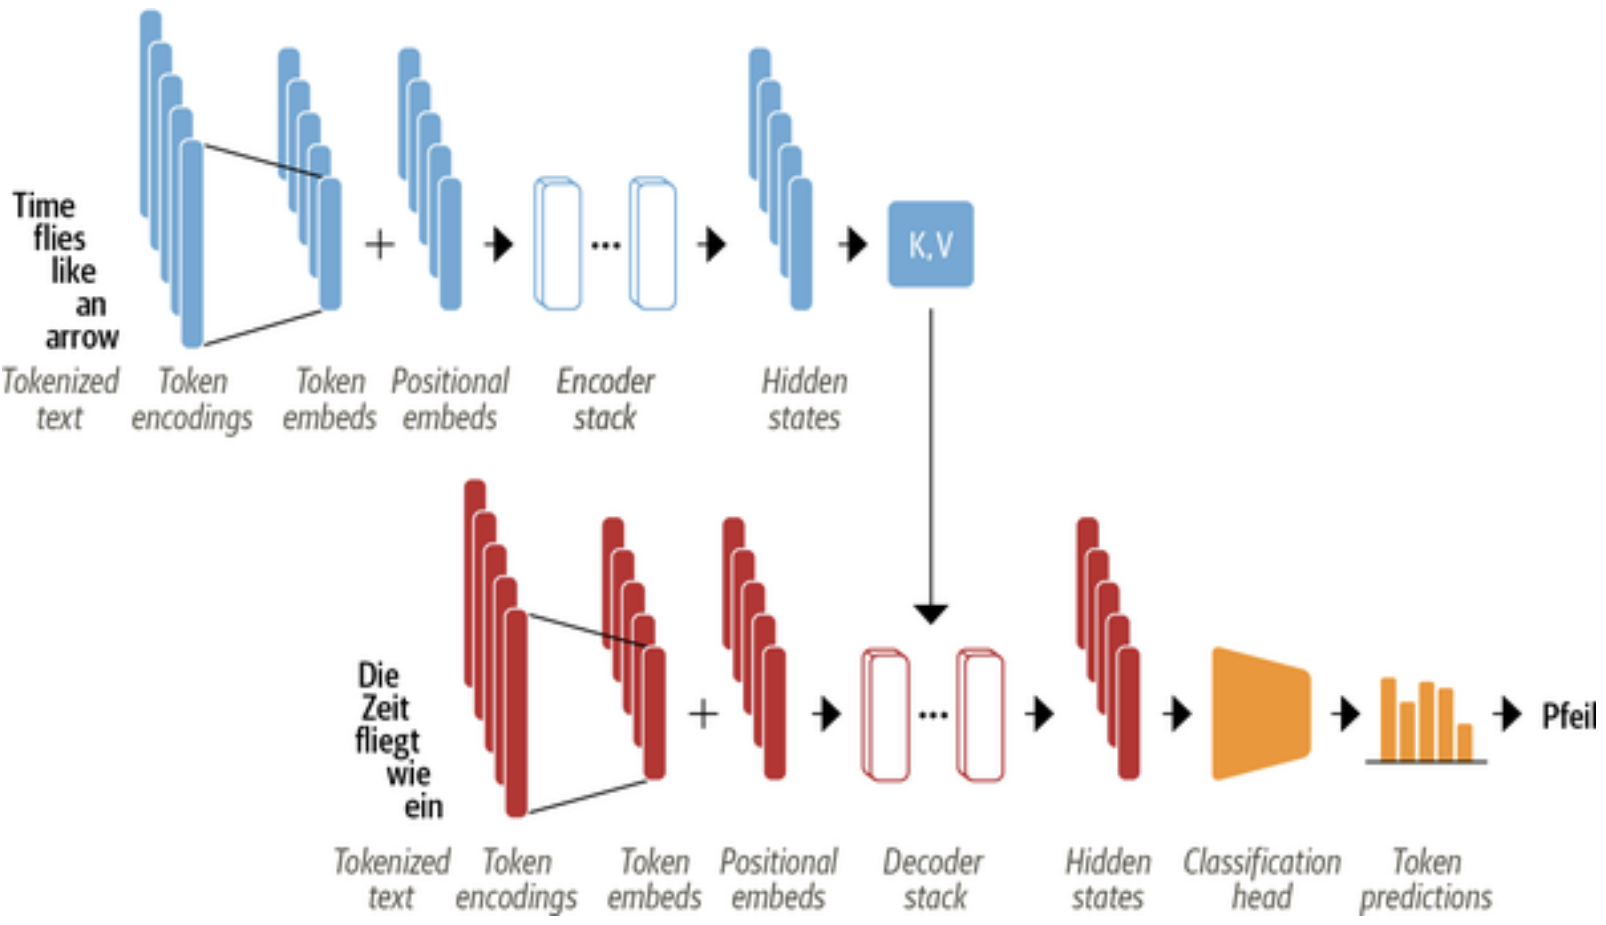 Time
flies
like
an
arrow
+
...
K,V
Tokenized text
Token encodings
Token embeds
Positional embeds
Encoder stack
Hidden states
Die
Zeit
fliegt
wie
ein
+
...
Pfeil
Tokenized text
Token encodings
Token embeds
Positional embeds
Decoder stack
Hidden states
Classification head
Token predictions